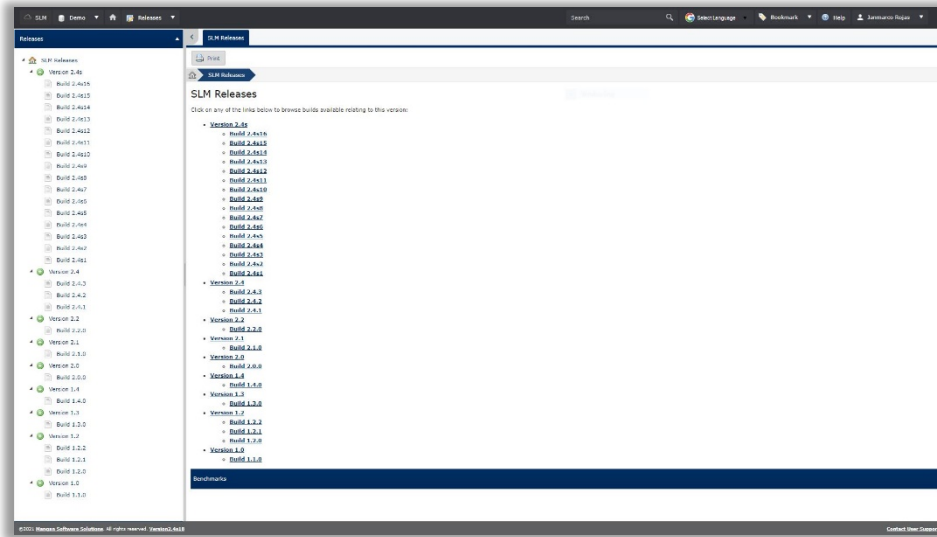 SLM Demo Releases Search Select Language Bookmark Help Janmarco Rojas
Releases
SLM Releases
Version 2.4s
Build 2.4s16
Build 2.4s15
Build 2.4s14
Build 2.4s13
Build 2.4s12
Build 2.4s11
Build 2.4s10
Build 2.4s9
Build 2.4s8
Build 2.4s7
Build 2.4s6
Build 2.4s5
Build 2.4s4
Build 2.4s3
Build 2.4s2
Build 2.4s1
Version 2.4
Build 2.4.3
Build 2.4.2
Build 2.4.1
Version 2.2
Build 2.2.0
Version 2.1
Build 2.1.0
Version 2.0
Build 2.0.0
Version 1.4
Build 1.4.0
Version 1.3
Build 1.3.0
Version 1.2
Build 1.2.2
Build 1.2.1
Build 1.2.0
Version 1.0
Build 1.1.0
SLM Releases
Print
SLM Releases
SLM Releases
Click on any of the links below to browse builds available relating to this version:
Version 2.4s
Build 2.4s16
Build 2.4s15
Build 2.4s14
Build 2.4s13
Build 2.4s12
Build 2.4s11
Build 2.4s10
Build 2.4s9
Build 2.4s8
Build 2.4s7
Build 2.4s6
Build 2.4s5
Build 2.4s4
Build 2.4s3
Build 2.4s2
Build 2.4s1
Version 2.4
Build 2.4.3
Build 2.4.2
Build 2.4.1
Version 2.2
Build 2.2.0
Version 2.1
Build 2.1.0
Version 2.0
Build 2.0.0
Version 1.4
Build 1.4.0
Version 1.3
Build 1.3.0
Version 1.2
Build 1.2.2
Build 1.2.1
Build 1.2.0
Version 1.0
Build 1.1.0
Benchmarks
©2021 Software Solutions. All rights reserved. Contact User Support